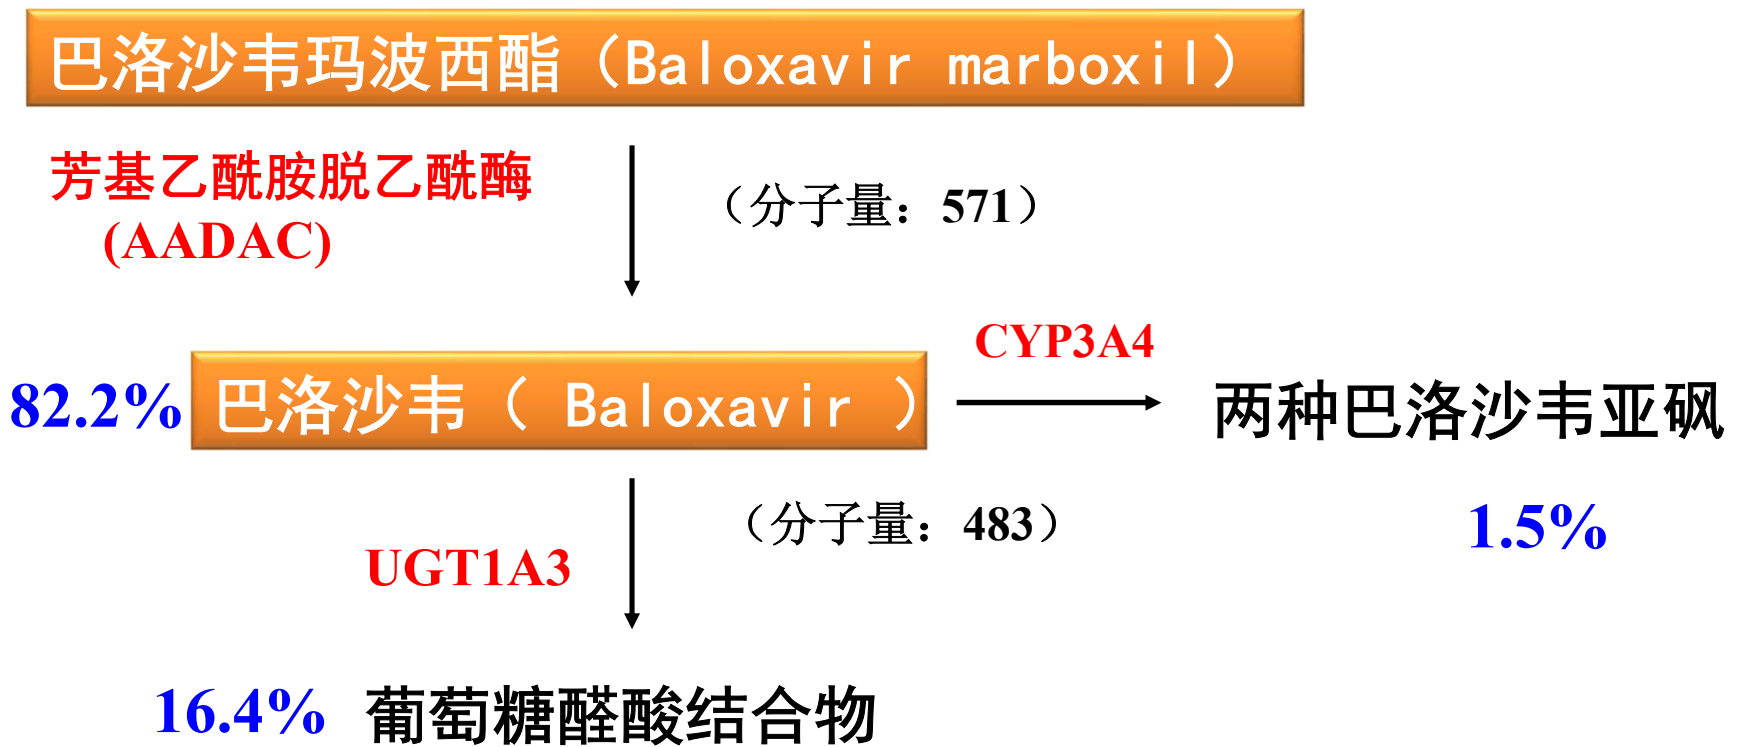 巴洛沙韦玛波西酯（Baloxavir marboxil）
芳基乙酰胺脱乙酰酶
(AADAC)
（分子量：571）
CYP3A4
82.2%
巴洛沙韦（ Baloxavir ）
两种巴洛沙韦亚砜
（分子量：483）
1.5%
UGT1A3
16.4%
葡萄糖醛酸结合物